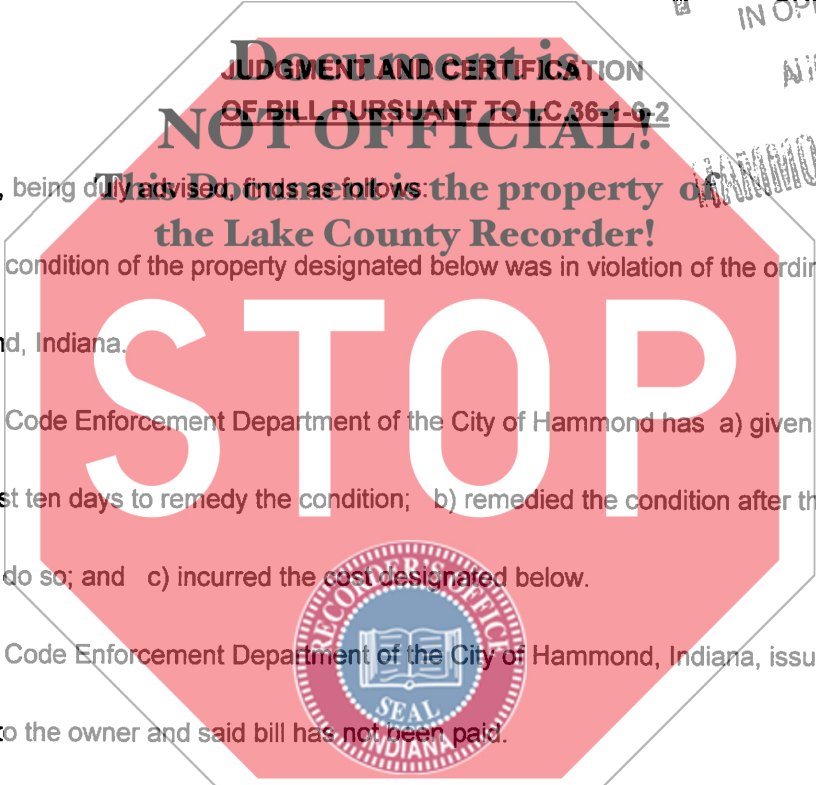 IN OP
JUDGMENT AND CERTIFICATION
OF BILL PURSUANT TO I.C. 36-1-6-2
Document is
NOT OFFICIAL!
This Document is the property of
the Lake County Recorder!
, being duly advised, finds as follows:
condition of the property designated below was in violation of the ordin
nd, Indiana.
STOP
Code Enforcement Department of the City of Hammond has a) given
st ten days to remedy the condition; b) remedied the condition after th
do so; and c) incurred the cost designated below.
Code Enforcement Department of the City of Hammond, Indiana, issu
to the owner and said bill has not been paid.
RECORDER'S OFFICE
SEAL
INDIANA